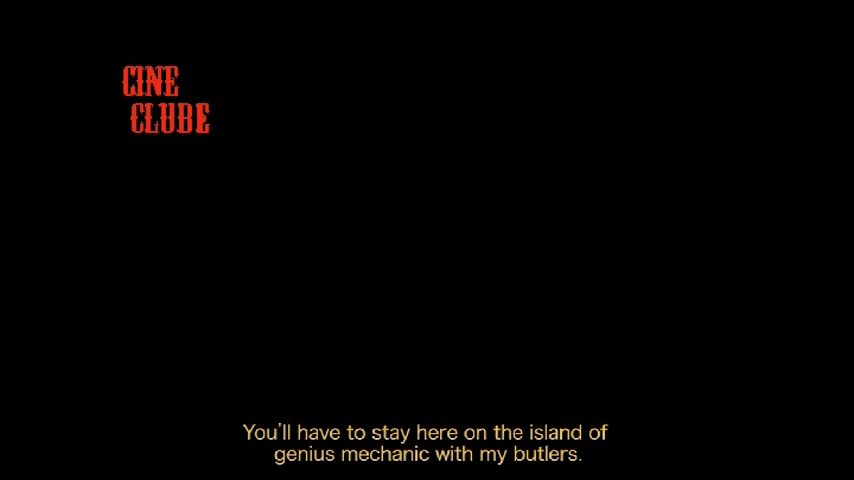 CINE
CLUBE
You'll have to stay here on the island of
genius mechanic with my butlers.